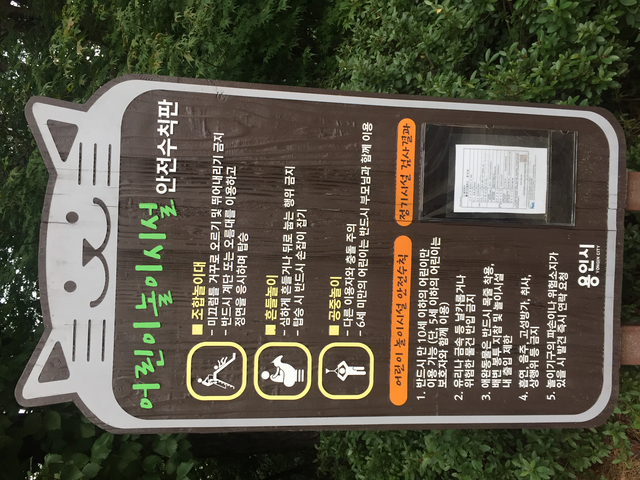 어린이놀이시설 안전수칙판
■ 조합놀이대
- 미끄럼틀 거꾸로 오르기 및 뛰어내리기 금지
- 반드시 계단 또는 오름대를 이용하고
정면을 응시하며 탑승
■ 흔들놀이
- 심하게 흔들거나 뒤로 눕는 행위 금지
탑승 시 반드시 손잡이 잡기
■ 공중놀이
- 다른 이용자와 충돌 주의
- 6세 미만의 어린이는 반드시 부모님과 함께 이용
어린이 놀이시설 안전수칙
1. 반드시 만 10세 이하의 어린이만
이용가능 (단, 5세 이하의 어린이는
보호자와 함께 이용)
2. 유리나 금속 등 날카롭거나
위험한 물건 반입 금지
3. 애완동물은 반드시 목줄 착용,
배변 봉투 지참 및 놀이시설
내 출입 제한
4. 흡연, 음주, 고성방가, 취사,
상행위 등 금지
5. 놀이기구의 파손이나 위험소지가
있을 시 발견 즉시 연락 요청
정기시설 검사결과
용인시
YONGIN CITY